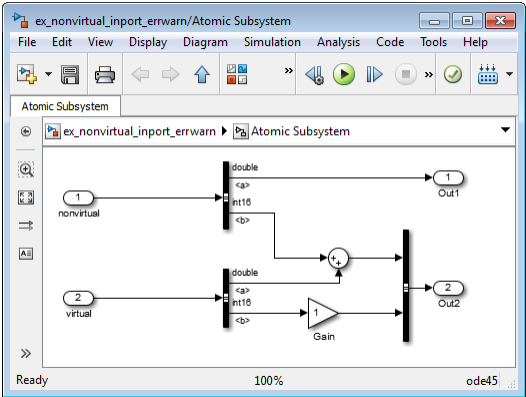 ex_nonvirtual_inport_errwarn/Atomic Subsystem
File Edit View Display Diagram Simulation Analysis Code Tools Help
»
»
Atomic Subsystem
ex_nonvirtual_inport_errwarn Atomic Subsystem
double
1
<a>
1
nonvirtual
int16
Out1
<b>
+
+
double
2
<a>
2
virtual
int16
Out2
<b>
1
Gain
»
Ready 100% ode45